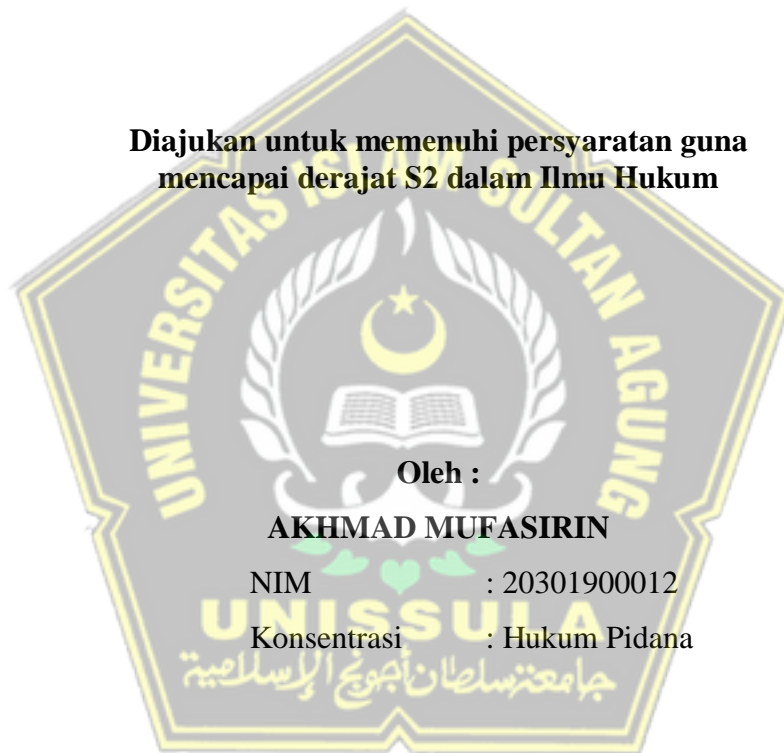 Diajukan untuk memenuhi persyaratan guna
mencapai derajat S2 dalam Ilmu Hukum
UNIVERSITAS ISLAM SULTAN AGUNG
Oleh :
AKHMAD MUFASIRIN
NIM : 20301900012
UNISSULA
Konsentrasi : Hukum Pidana
جامعة سلطان أجونج الإسلامية